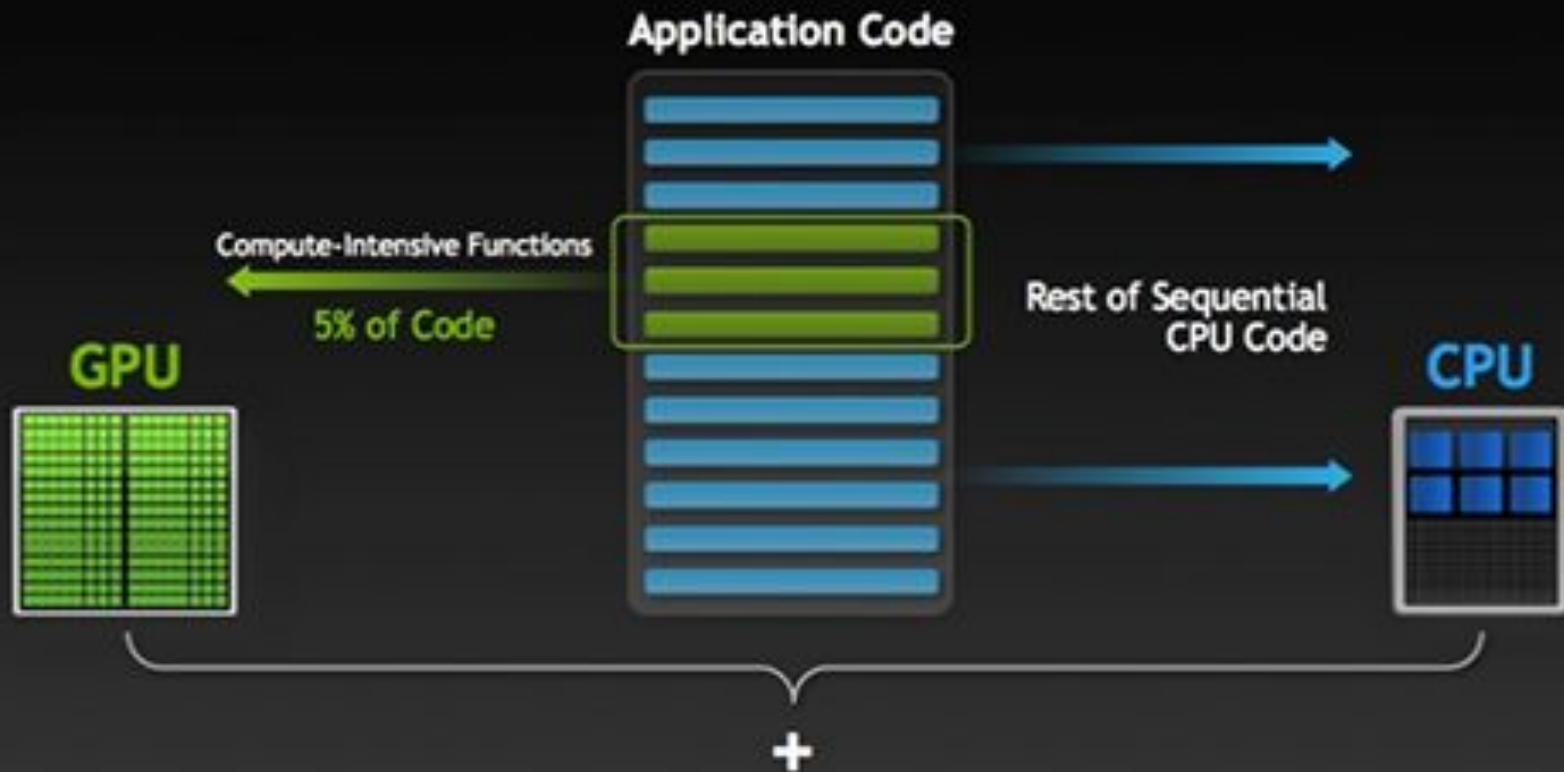 Application Code
Compute-Intensive Functions
5% of Code
Rest of Sequential
CPU Code
GPU
CPU
+